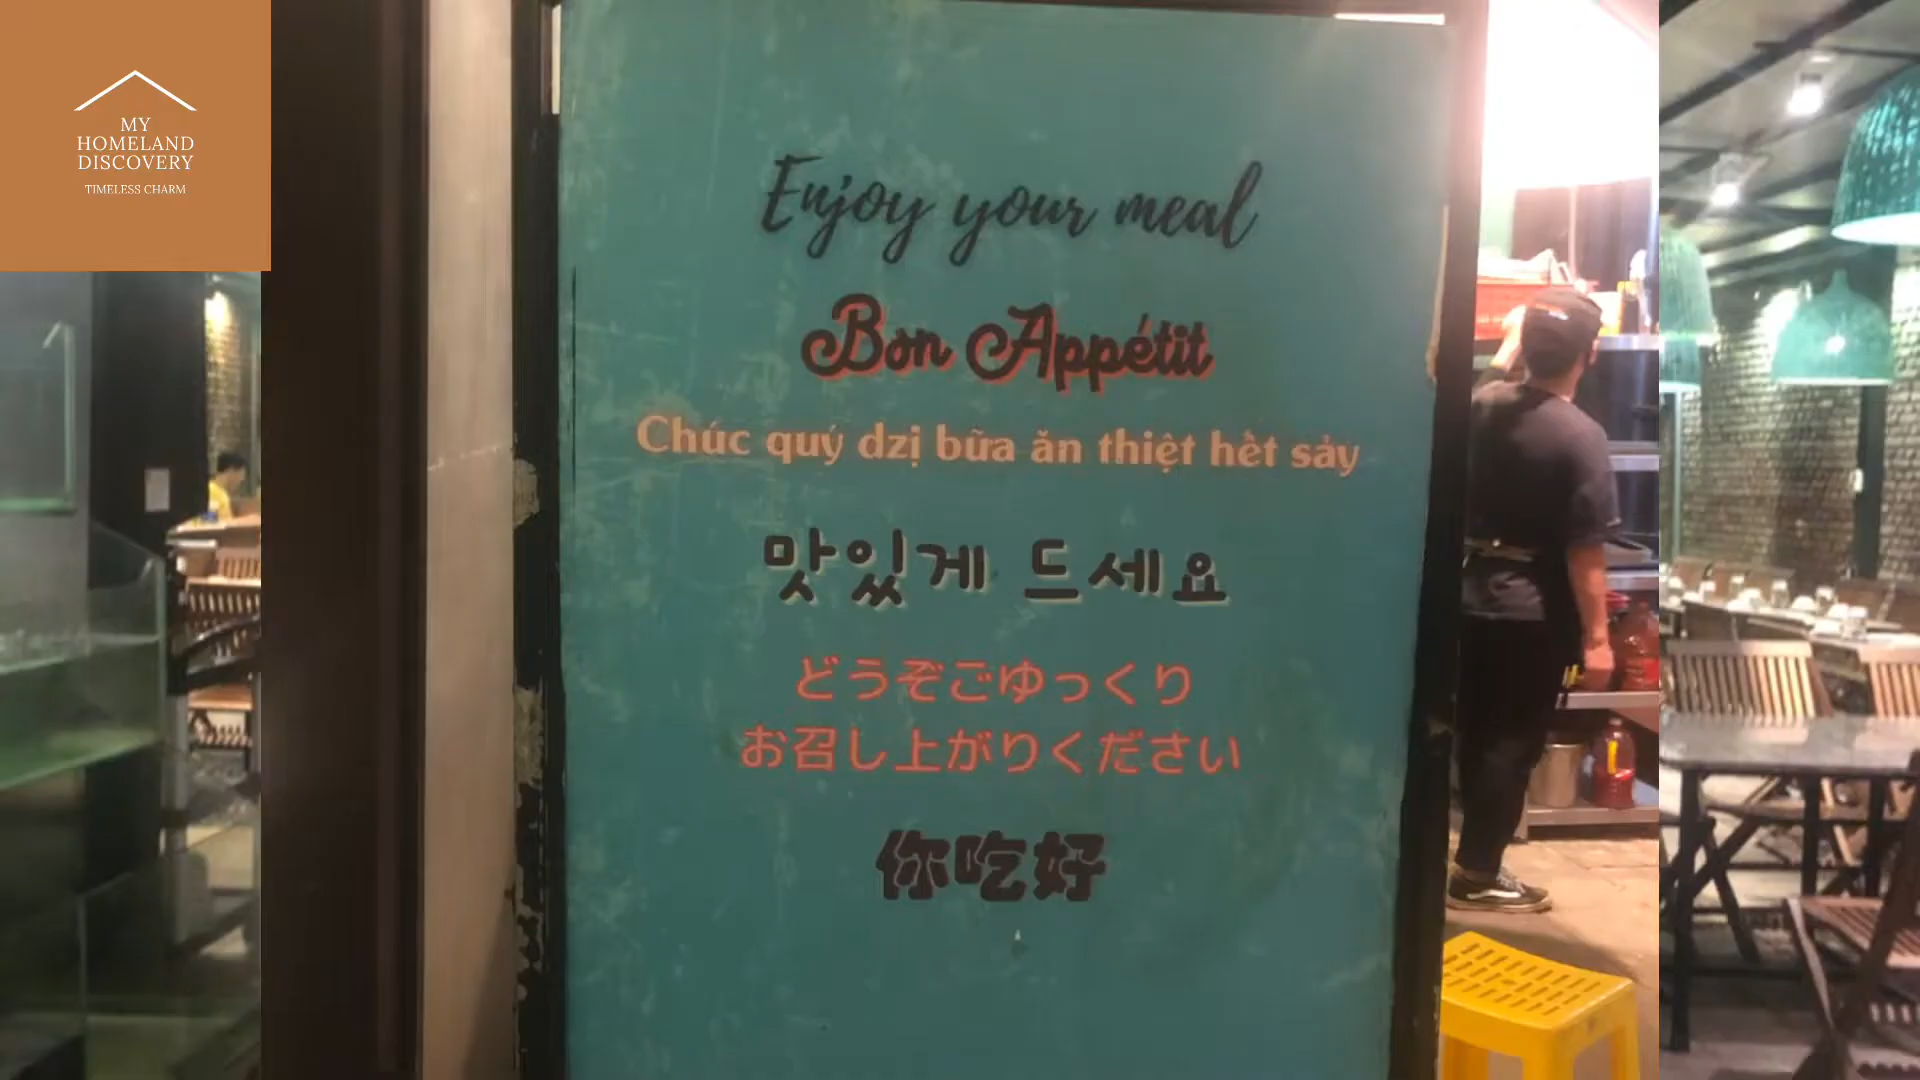 MY
HOMELAND
DISCOVERY
TIMELESS CHARM
Enjoy your meal
Bon Appétit
Chúc quý dzị bữa ăn thiệt hết sảy
맛있게 드세요
どうぞごゆっくり
お召し上がりください
你吃好